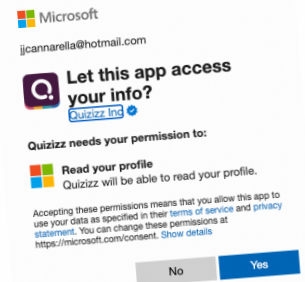 Microsoft
jjcannarella@hotmail.com
Let this app access
your info?
Quizizz Inc
Quizizz needs your permission to:
Read your profile
Quizizz will be able to read your profile.
Accepting these permissions means that you allow this app to
use your data as specified in their terms of service and privacy
statement. You can change these permissions at
https://microsoft.com/consent. Show details
No
Yes